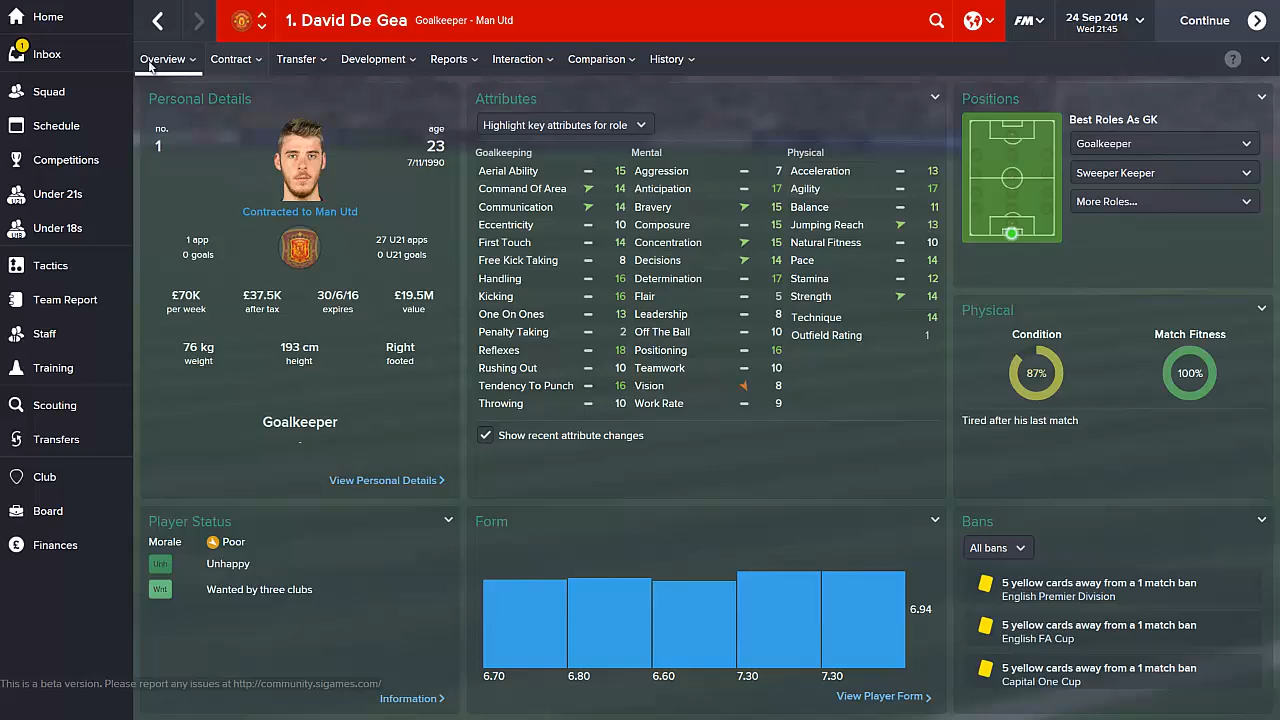 1. David De Gea Goalkeeper - Man Utd
FM
24 Sep 2014
Wed 21:45
Continue
Home
1
Inbox
Squad
Schedule
Competitions
Under 21s
Under 18s
Tactics
Team Report
Staff
Training
Scouting
Transfers
Club
Board
Finances
Overview Contract Transfer Development Reports Interaction Comparison History ?
Personal Details
no.
1
age
23
7/11/1990
Contracted to Man Utd
1 app
0 goals
27 U21 apps
0 U21 goals
£70K
per week
£37.5K
after tax
30/6/16
expires
£19.5M
value
76 kg
weight
193 cm
height
Right
footed
Goalkeeper
-
View Personal Details
Attributes
Highlight key attributes for role
Goalkeeping Mental Physical
Aerial Ability 15 Aggression 7 Acceleration 13
Command Of Area 14 Anticipation 17 Agility 17
Communication 14 Bravery 15 Balance 11
Eccentricity 10 Composure 15 Jumping Reach 13
First Touch 14 Concentration 15 Natural Fitness 10
Free Kick Taking 8 Decisions 14 Pace 14
Handling 16 Determination 17 Stamina 12
Kicking 16 Flair 5 Strength 14
One On Ones 13 Leadership 8 Technique 14
Penalty Taking 2 Off The Ball 10 Outfield Rating 1
Reflexes 18 Positioning 16
Rushing Out 10 Teamwork 10
Tendency To Punch 16 Vision 8
Throwing 10 Work Rate 9
Show recent attribute changes
Positions
Best Roles As GK
Goalkeeper
Sweeper Keeper
More Roles...
Physical
Condition Match Fitness
87% 100%
Tired after his last match
Player Status
Morale Poor
Unh Unhappy
Wnt Wanted by three clubs
This is a beta version. Please report any issues at http://community.sigames.com/
Information
Form
6.94
6.70 6.80 6.60 7.30 7.30
View Player Form
Bans
All bans
5 yellow cards away from a 1 match ban
English Premier Division
5 yellow cards away from a 1 match ban
English FA Cup
5 yellow cards away from a 1 match ban
Capital One Cup